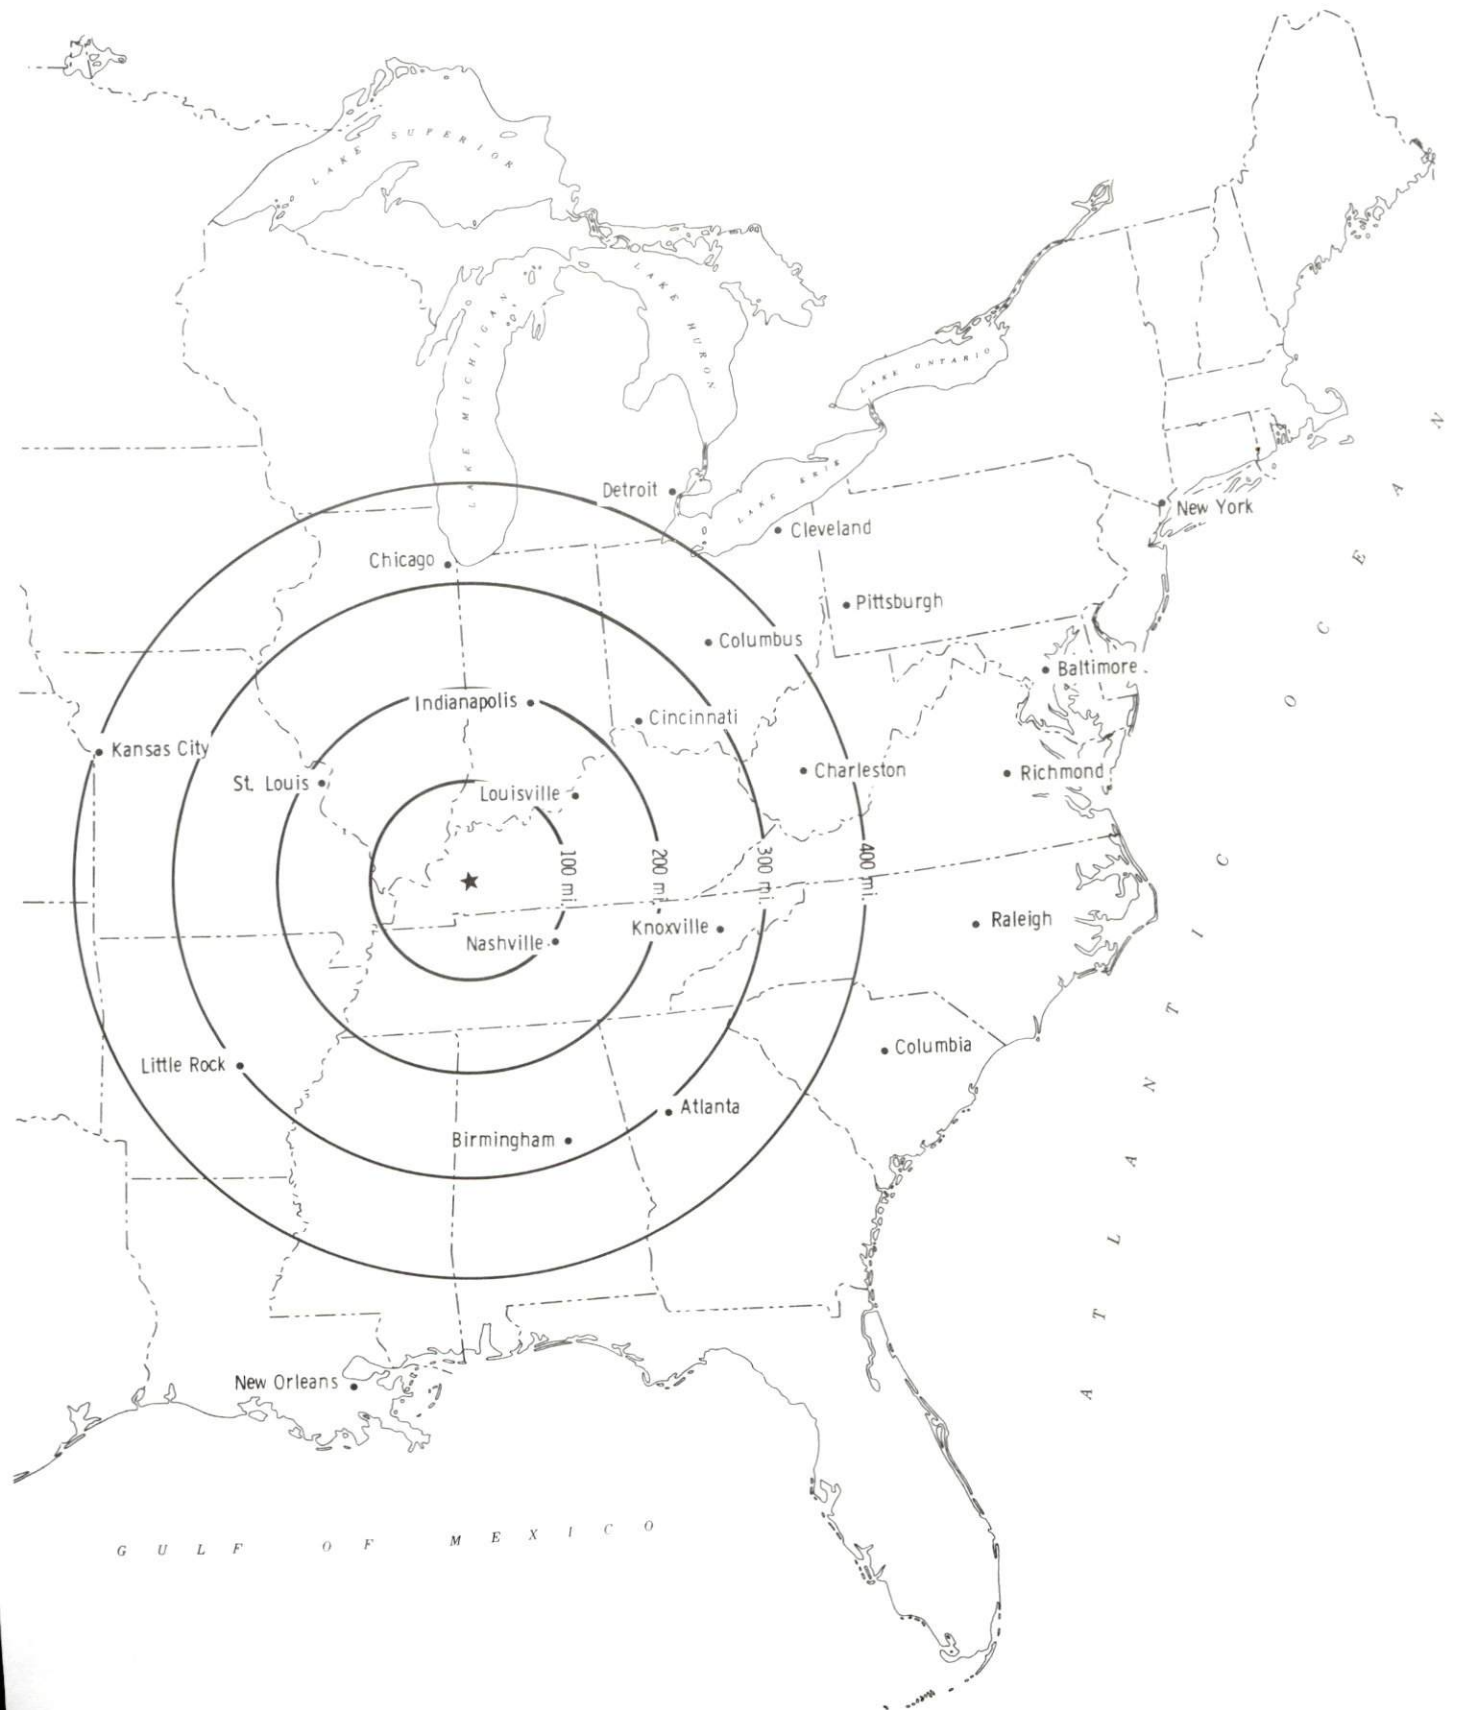 LAKE SUPERIOR
LAKE MICHIGAN
LAKE HURON
LAKE ONTARIO
LAKE ERIE
Detroit
Cleveland
New York
Chicago
Pittsburgh
Columbus
Baltimore
Indianapolis
Cincinnati
Kansas City
St. Louis
Charleston
Richmond
Louisville
100 mi.
200 mi.
300 mi.
400 mi.
Nashville
Knoxville
Raleigh
Little Rock
Columbia
Atlanta
Birmingham
New Orleans
ATLANTIC OCEAN
GULF OF MEXICO